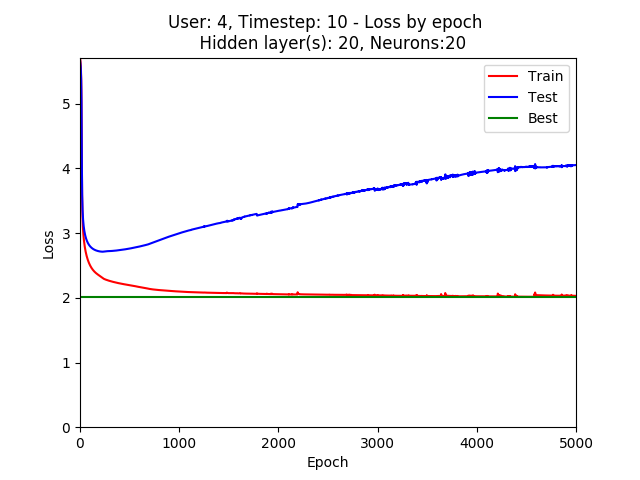 User: 4, Timestep: 10 - Loss by epoch
Hidden layer(s): 20, Neurons:20
Train
Test
Best
5
4
3
2
1
0
Loss
0 1000 2000 3000 4000 5000
Epoch